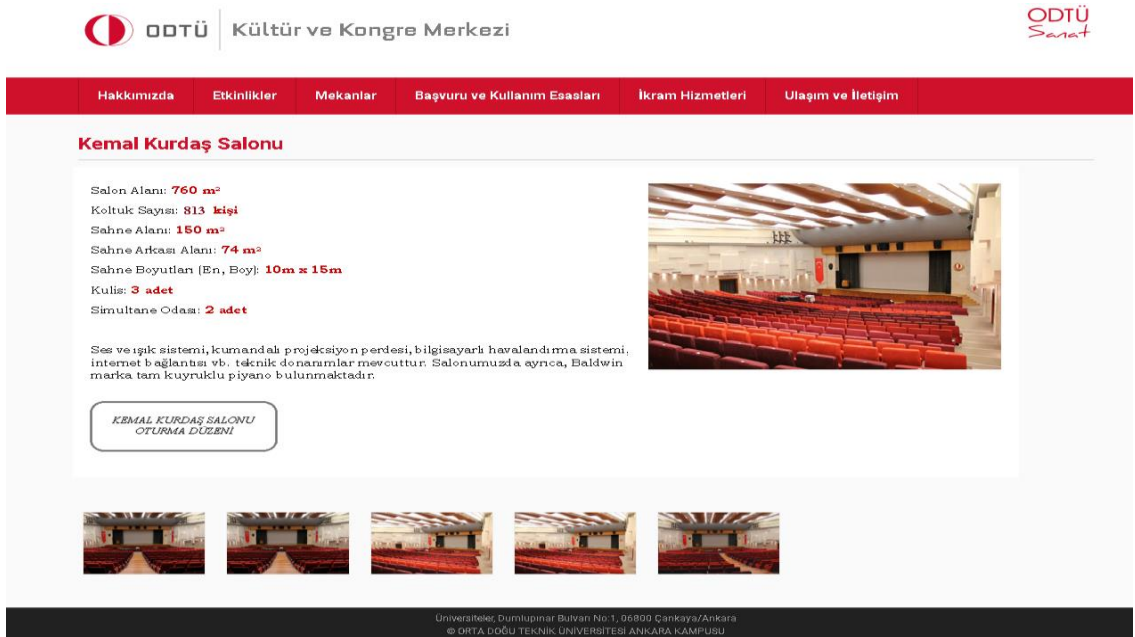 ODTÜ Kültür ve Kongre Merkezi
ODTÜ
Sanat
Hakkımızda Etkinlikler Mekanlar Başvuru ve Kullanım Esasları İkram Hizmetleri Ulaşım ve İletişim
Kemal Kurdaş Salonu
Salon Alanı: 760 m²
Koltuk Sayısı: 813 kişi
Sahne Alanı: 150 m²
Sahne Arkası Alanı: 74 m²
Sahne Boyutları (En, Boy): 10m x 15m
Kulis: 3 adet
Simultane Odası: 2 adet
Ses ve ışık sistemi, kumandalı projeksiyon perdesi, bilgisayarlı havalandırma sistemi,
internet bağlantısı vb. teknik donanımlar mevcuttur. Salonumuzda ayrıca, Baldwin
marka tam kuyruklu piyano bulunmaktadır.
KEMAL KURDAŞ SALONU
OTURMA DÜZENİ
Üniversiteler, Dumlupınar Bulvarı No:1, 06800 Çankaya/Ankara
© ORTA DOĞU TEKNİK ÜNİVERSİTESİ ANKARA KAMPUSU